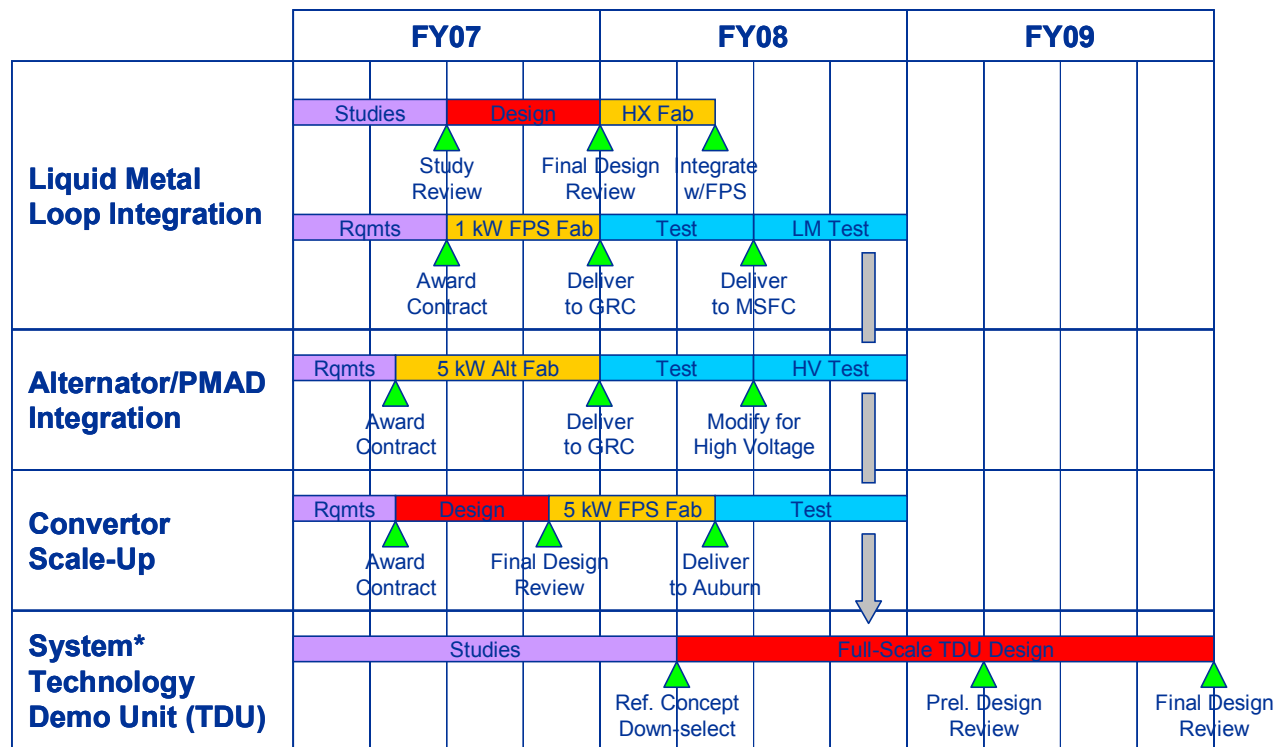 FY07 FY08 FY09
Liquid Metal
Loop Integration
Studies Design HX Fab
Study
Review
Final Design
Review
Integrate
w/FPS
Rqmts 1 kW FPS Fab Test LM Test
Award
Contract
Deliver
to GRC
Deliver
to MSFC
Alternator/PMAD
Integration
Rqmts 5 kW Alt Fab Test HV Test
Award
Contract
Deliver
to GRC
Modify for
High Voltage
Convertor
Scale-Up
Rqmts Design 5 kW FPS Fab Test
Award
Contract
Final Design
Review
Deliver
to Auburn
System*
Technology
Demo Unit (TDU)
Studies Full-Scale TDU Design
Ref. Concept
Down-select
Prel. Design
Review
Final Design
Review